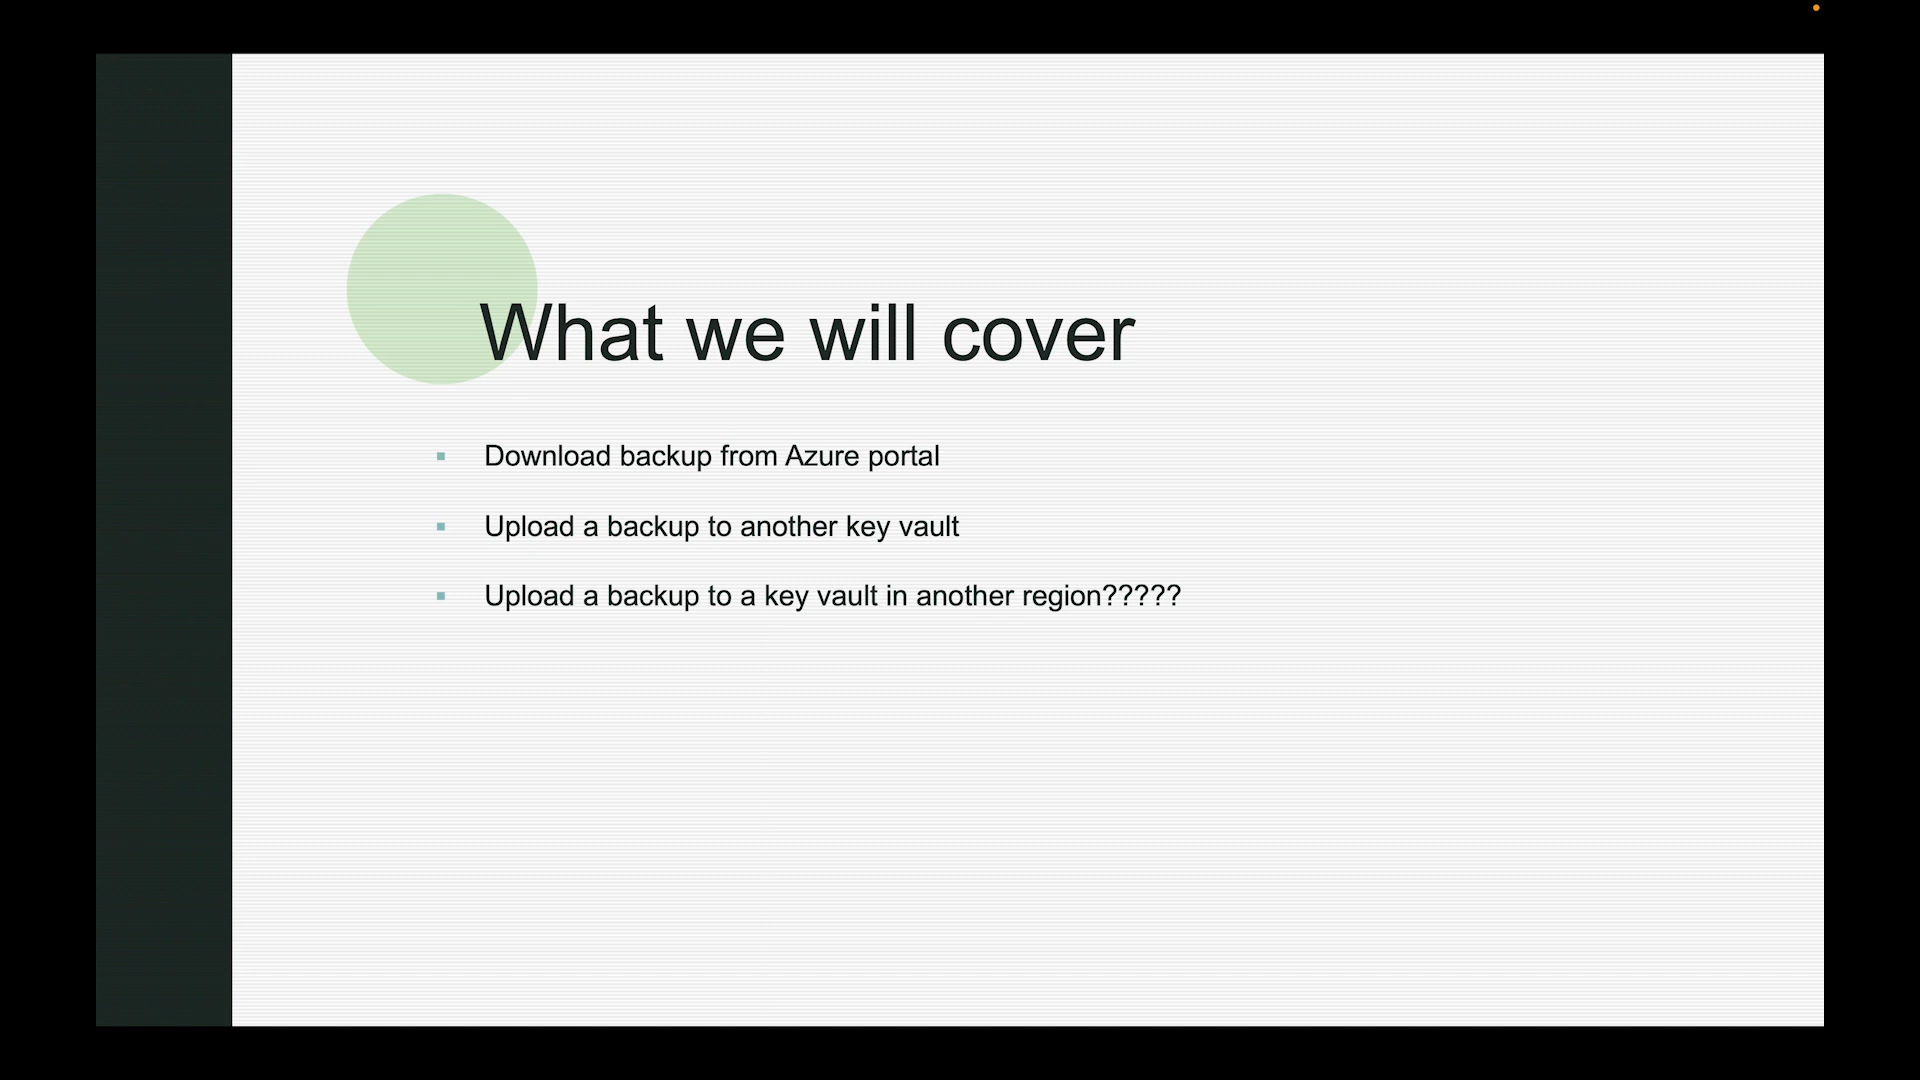 What we will cover
Download backup from Azure portal
Upload a backup to another key vault
Upload a backup to a key vault in another region?????